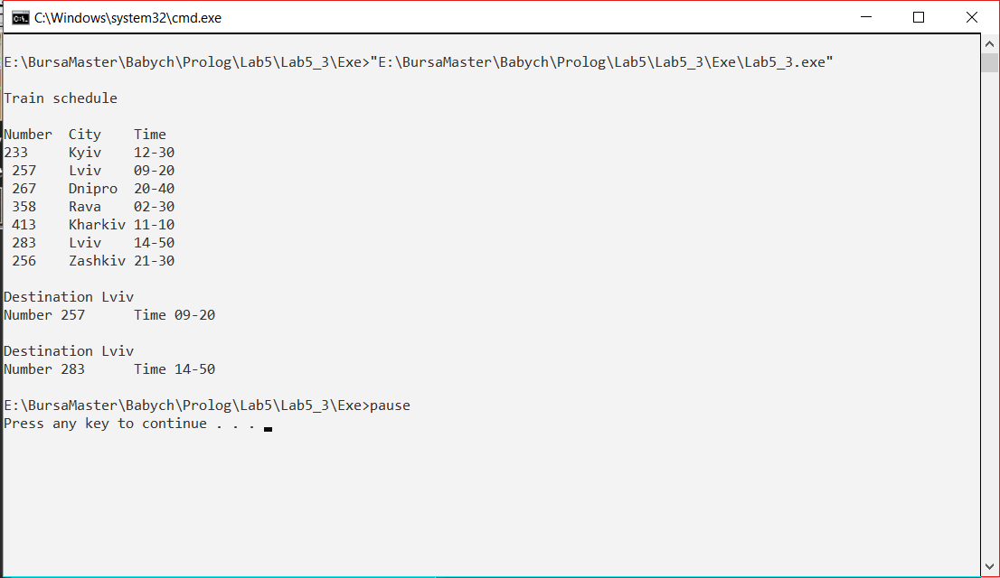 C:\Windows\system32\cmd.exe
E:\BursaMaster\Babych\Prolog\Lab5\Lab5_3\Exe>"E:\BursaMaster\Babych\Prolog\Lab5\Lab5_3\Exe\Lab5_3.exe"
Train schedule
Number  City    Time
233     Kyiv    12-30
 257    Lviv    09-20
 267    Dnipro  20-40
 358    Rava    02-30
 413    Kharkiv 11-10
 283    Lviv    14-50
 256    Zashkiv 21-30
Destination Lviv
Number 257      Time 09-20
Destination Lviv
Number 283      Time 14-50
E:\BursaMaster\Babych\Prolog\Lab5\Lab5_3\Exe>pause
Press any key to continue . . .